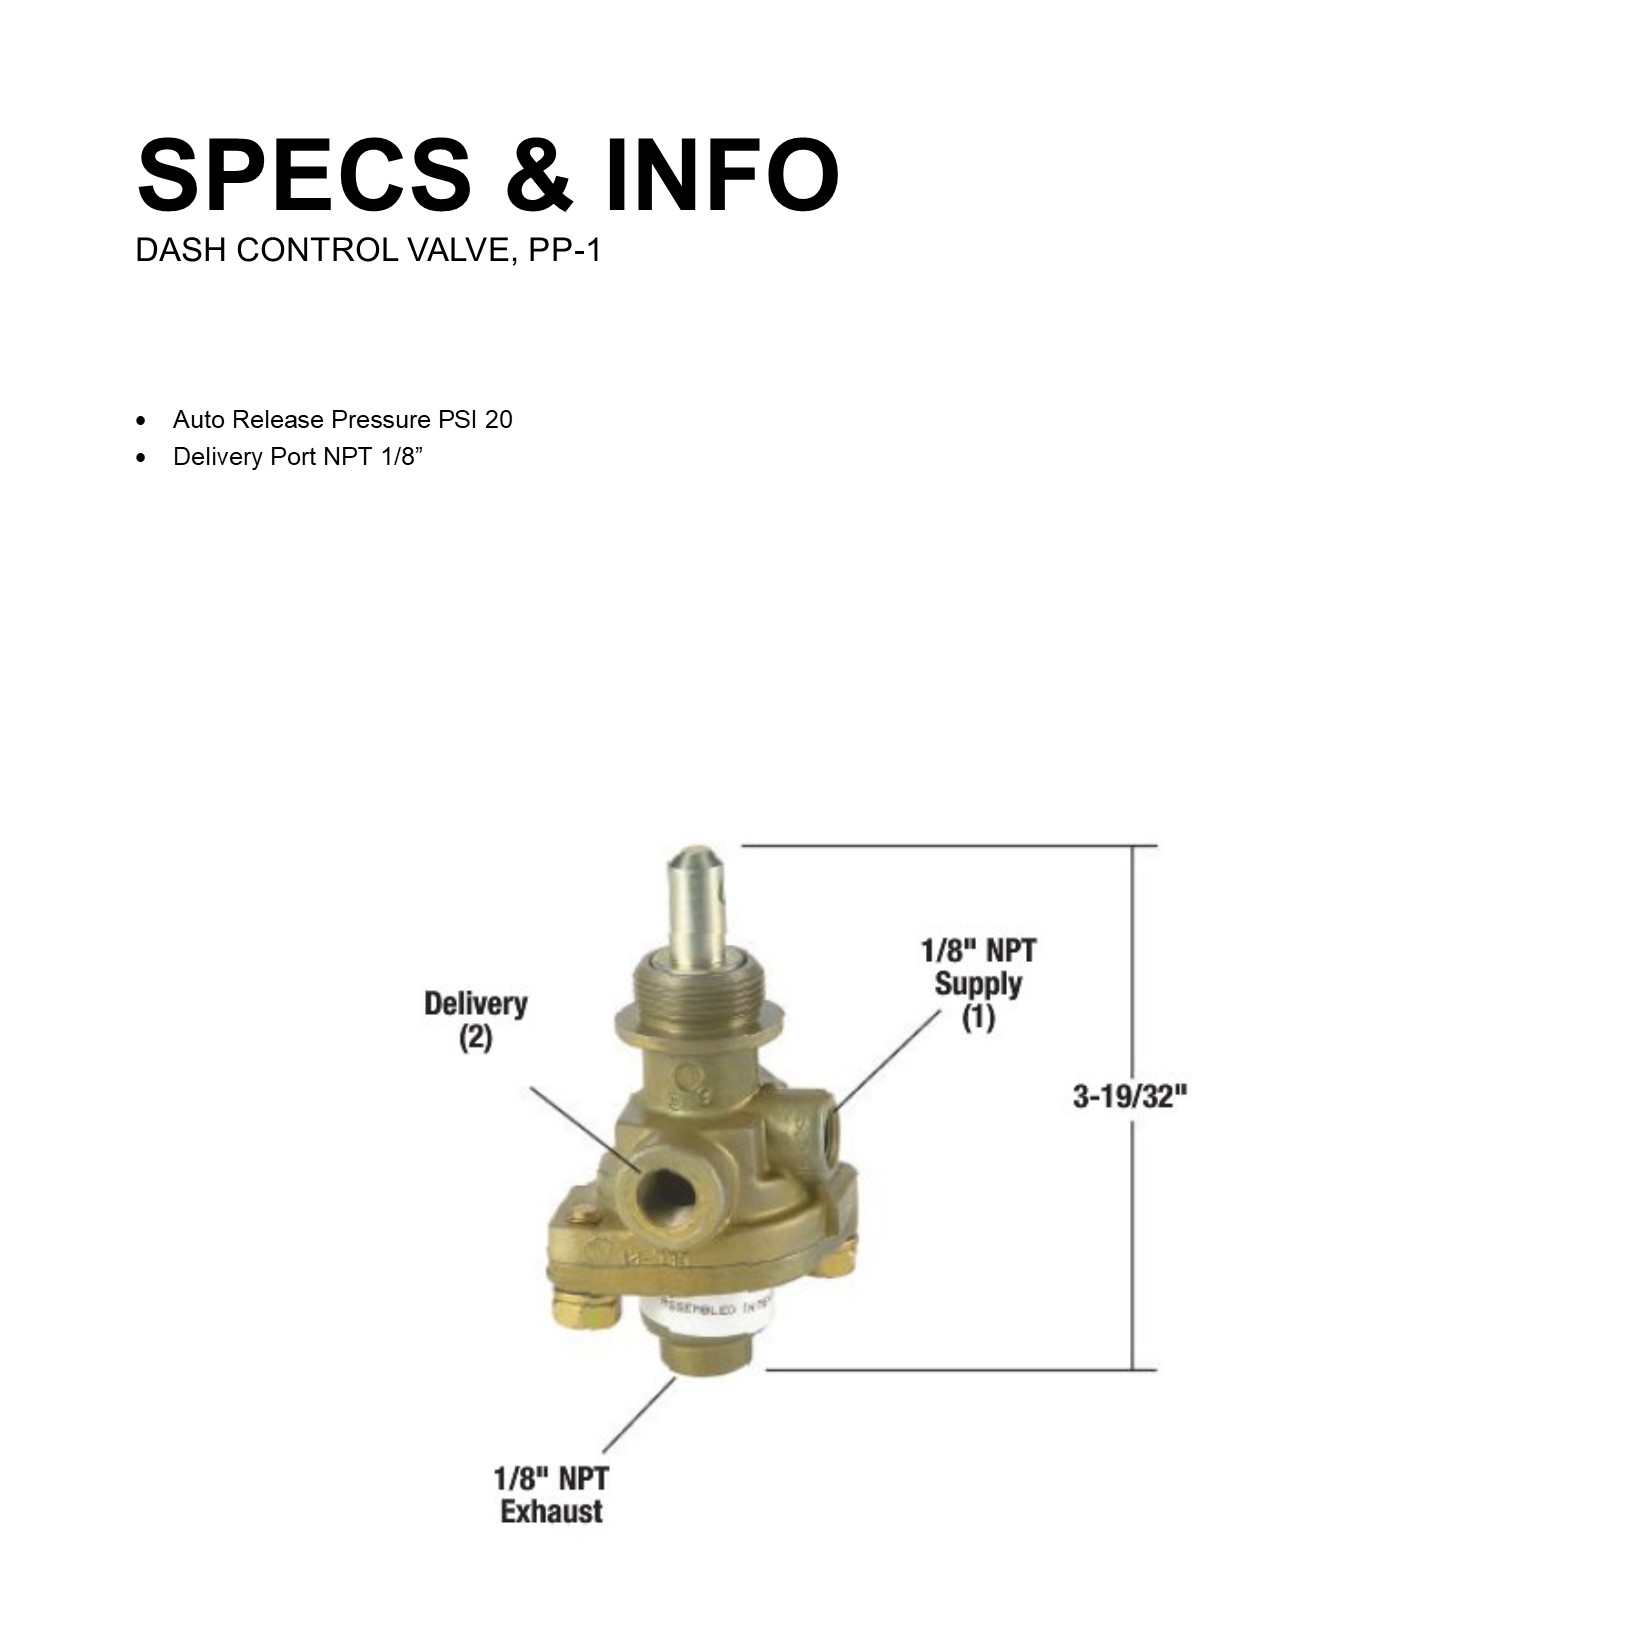 SPECS & INFO
DASH CONTROL VALVE, PP-1
• Auto Release Pressure PSI 20
• Delivery Port NPT 1/8”
1/8" NPT
Supply
(1)
Delivery
(2)
3-19/32"
ASSEMBLED IN
1/8" NPT
Exhaust